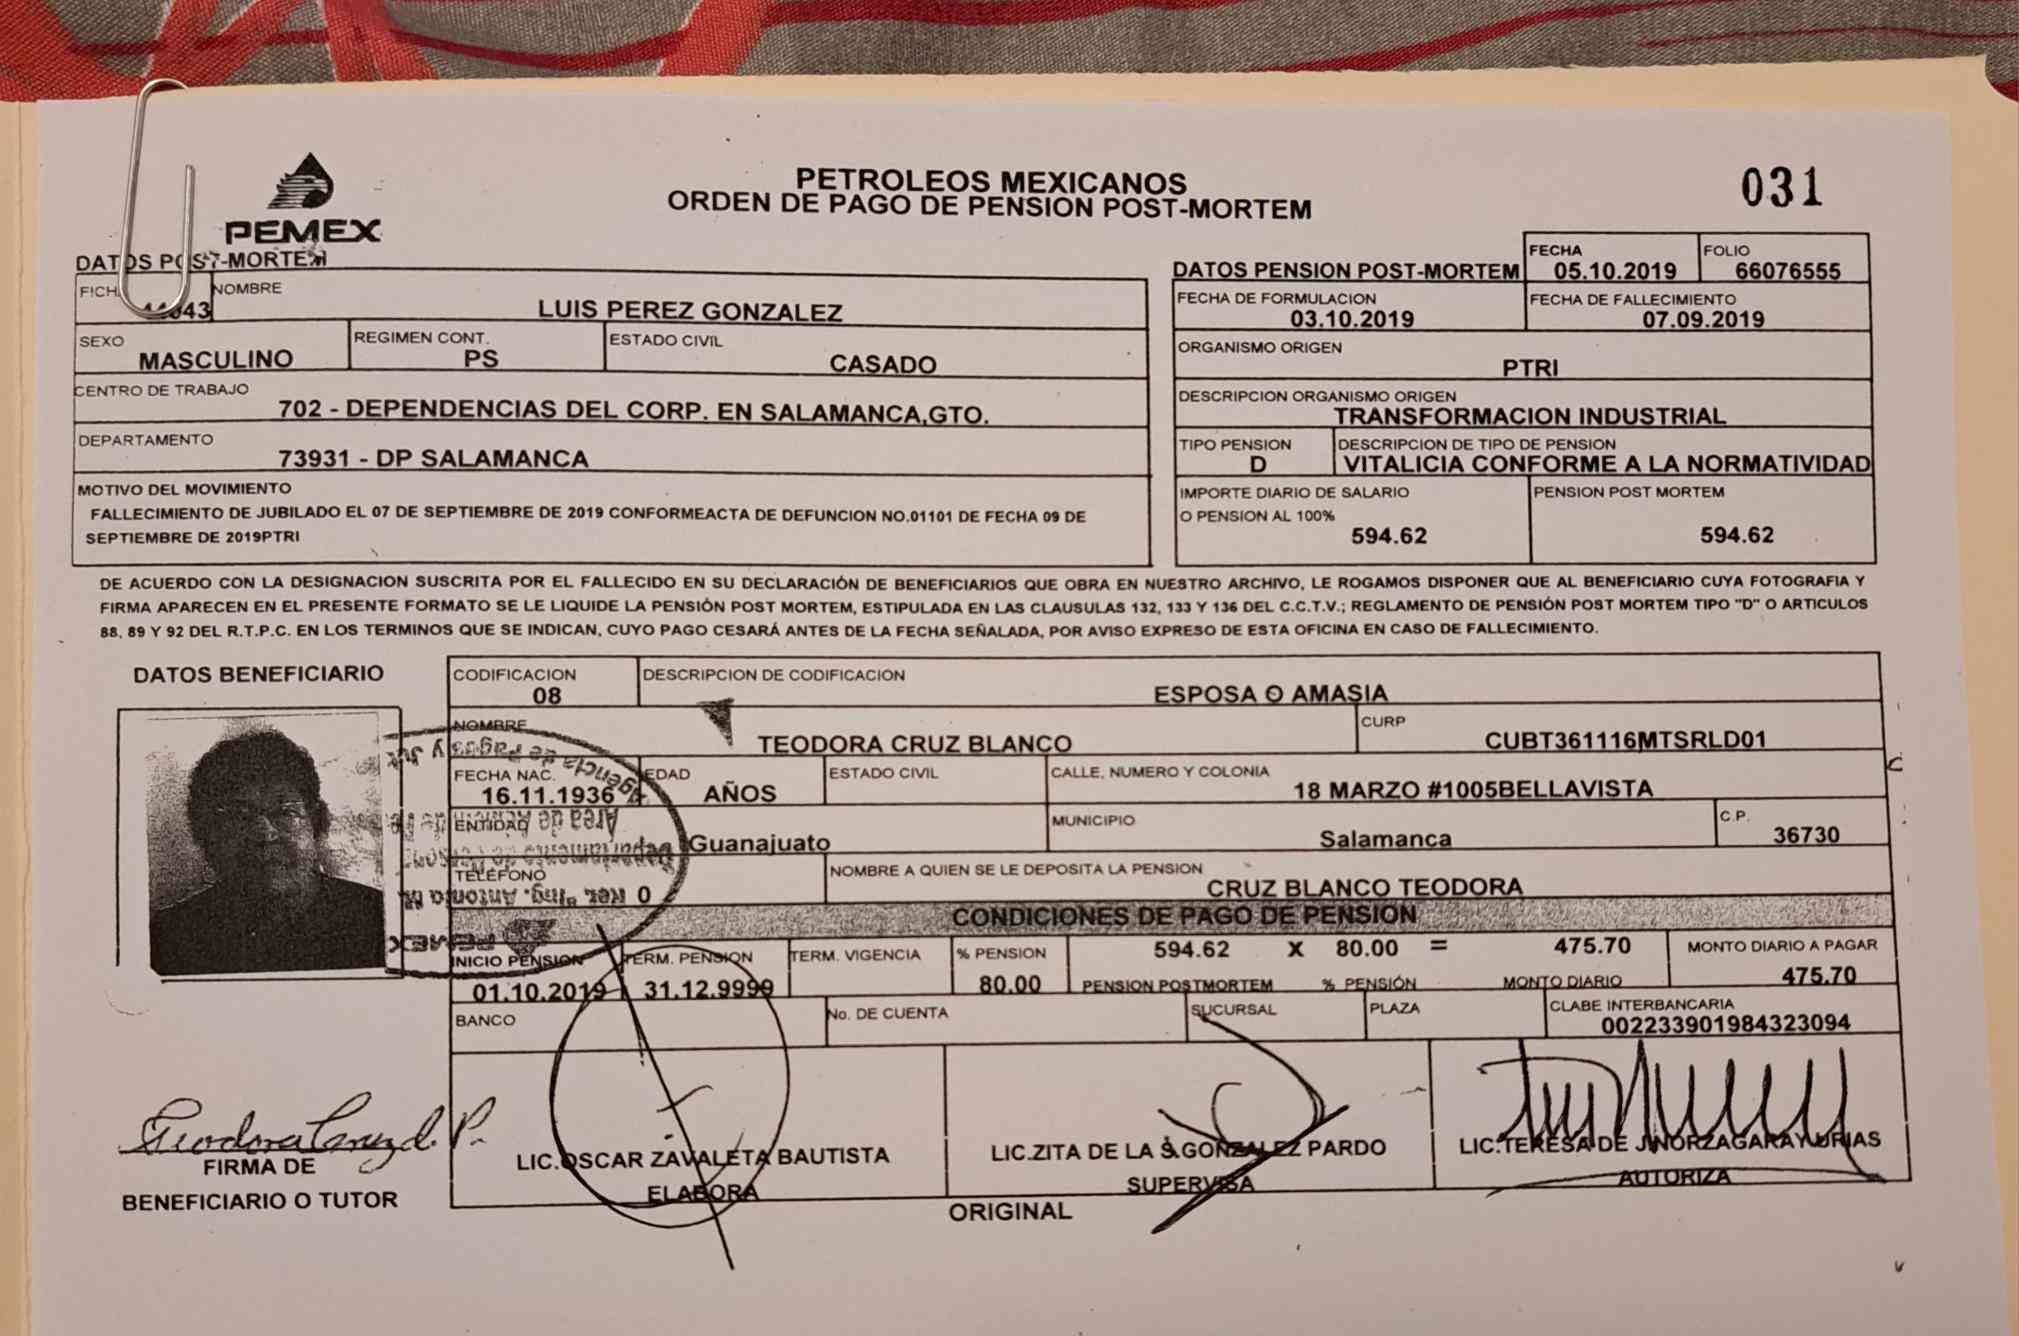 PETROLEOS MEXICANOS
ORDEN DE PAGO DE PENSION POST-MORTEM
031
PEMEX
DATOS POST-MORTEM
NOMBRE
LUIS PEREZ GONZALEZ
SEXO
MASCULINO
REGIMEN CONT.
PS
ESTADO CIVIL
CASADO
CENTRO DE TRABAJO
702 - DEPENDENCIAS DEL CORP. EN SALAMANCA,GTO.
DEPARTAMENTO
73931 - DP SALAMANCA
MOTIVO DEL MOVIMIENTO
FALLECIMIENTO DE JUBILADO EL 07 DE SEPTIEMBRE DE 2019 CONFORMEACTA DE DEFUNCION NO.01101 DE FECHA 09 DE
SEPTIEMBRE DE 2019PTRI
DATOS PENSION POST-MORTEM
FECHA
05.10.2019
FOLIO
66076555
FECHA DE FORMULACION
03.10.2019
FECHA DE FALLECIMIENTO
07.09.2019
ORGANISMO ORIGEN
PTRI
DESCRIPCION ORGANISMO ORIGEN
TRANSFORMACION INDUSTRIAL
TIPO PENSION
D
DESCRIPCION DE TIPO DE PENSION
VITALICIA CONFORME A LA NORMATIVIDAD
IMPORTE DIARIO DE SALARIO
O PENSION AL 100%
594.62
PENSION POST MORTEM
594.62
DE ACUERDO CON LA DESIGNACION SUSCRITA POR EL FALLECIDO EN SU DECLARACIÓN DE BENEFICIARIOS QUE OBRA EN NUESTRO ARCHIVO, LE ROGAMOS DISPONER QUE AL BENEFICIARIO CUYA FOTOGRAFIA Y
FIRMA APARECEN EN EL PRESENTE FORMATO SE LE LIQUIDE LA PENSIÓN POST MORTEM, ESTIPULADA EN LAS CLAUSULAS 132, 133 Y 136 DEL C.C.T.V.; REGLAMENTO DE PENSIÓN POST MORTEM TIPO "D" O ARTICULOS
88, 89 Y 92 DEL R.T.P.C. EN LOS TERMINOS QUE SE INDICAN, CUYO PAGO CESARÁ ANTES DE LA FECHA SEÑALADA, POR AVISO EXPRESO DE ESTA OFICINA EN CASO DE FALLECIMIENTO.
DATOS BENEFICIARIO
CODIFICACION
08
DESCRIPCION DE CODIFICACION
ESPOSA O AMASIA
NOMBRE
TEODORA CRUZ BLANCO
CURP
CUBT361116MTSRLD01
FECHA NAC.
16.11.1936
EDAD
AÑOS
ESTADO CIVIL
CALLE, NUMERO Y COLONIA
18 MARZO #1005BELLAVISTA
ENTIDAD
Guanajuato
MUNICIPIO
Salamanca
C.P.
36730
TELEFONO
0
NOMBRE A QUIEN SE LE DEPOSITA LA PENSION
CRUZ BLANCO TEODORA
CONDICIONES DE PAGO DE PENSION
INICIO PENSION
01.10.2019
TERM. PENSION
31.12.9999
TERM. VIGENCIA
% PENSION
80.00
594.62 X 80.00 = 475.70
PENSION POSTMORTEM % PENSIÓN MONTO DIARIO
MONTO DIARIO A PAGAR
475.70
BANCO
No. DE CUENTA
SUCURSAL
PLAZA
CLABE INTERBANCARIA
002233901984323094
FIRMA DE
BENEFICIARIO O TUTOR
LIC.OSCAR ZAVALETA BAUTISTA
ELABORA
LIC.ZITA DE LA S.GONZALEZ PARDO
SUPERVISA
LIC.TERESA DE J NORZAGARAY URIAS
AUTORIZA
ORIGINAL